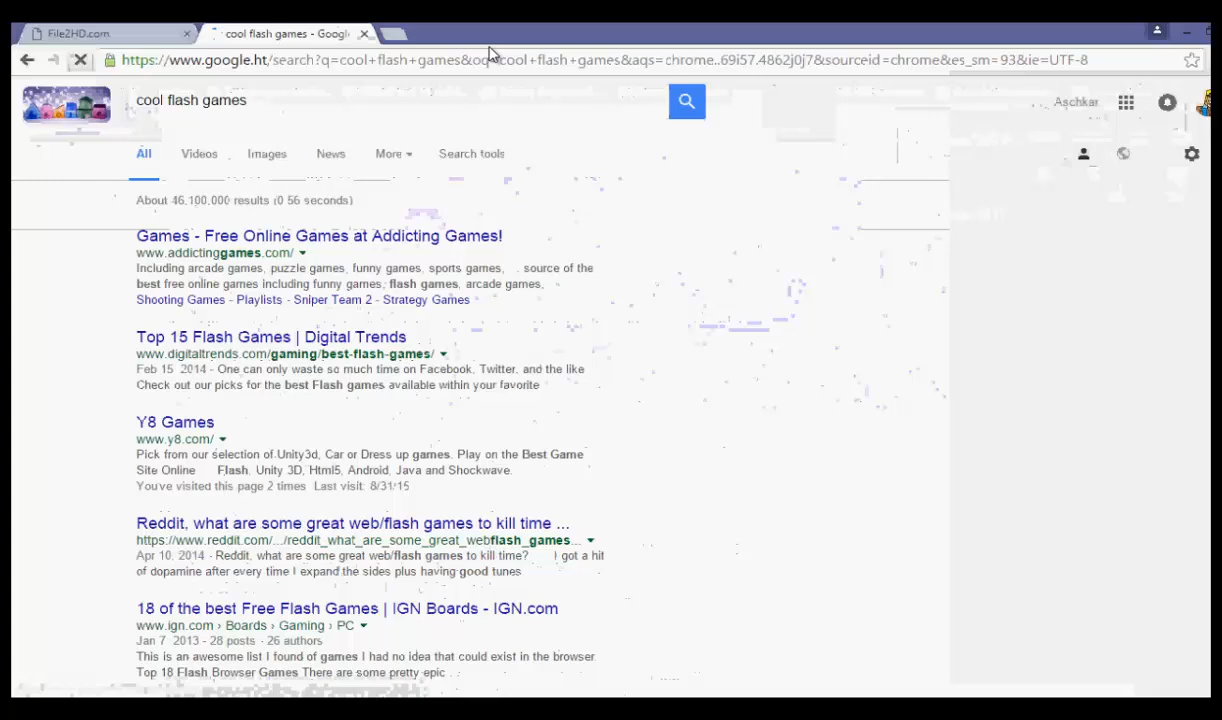 File2HD.com
cool flash games - Googl
https://www.google.ht/search?q=cool+flash+games&oq=cool+flash+games&aqs=chrome..69i57.4862j0j7&sourceid=chrome&es_sm=93&ie=UTF-8
cool flash games
Aschkar
All Videos Images News More Search tools
About 46,100,000 results (0 56 seconds)
Games - Free Online Games at Addicting Games!
www.addictinggames.com/
Including arcade games, puzzle games, funny games, sports games, . source of the
best free online games including funny games, flash games, arcade games,
Shooting Games - Playlists - Sniper Team 2 - Strategy Games
Top 15 Flash Games | Digital Trends
www.digitaltrends.com/gaming/best-flash-games/
Feb 15 2014 - One can only waste so much time on Facebook, Twitter, and the like
Check out our picks for the best Flash games available within your favorite
Y8 Games
www.y8.com/
Pick from our selection of Unity3d, Car or Dress up games. Play on the Best Game
Site Online Flash, Unity 3D, Html5, Android, Java and Shockwave.
You've visited this page 2 times Last visit: 8/31/15
Reddit, what are some great web/flash games to kill time ...
https://www.reddit.com/.../reddit_what_are_some_great_webflash_games...
Apr 10, 2014 - Reddit, what are some great web/flash games to kill time? I got a hit
of dopamine after every time I expand the sides plus having good tunes
18 of the best Free Flash Games | IGN Boards - IGN.com
www.ign.com › Boards › Gaming › PC
Jan 7 2013 - 28 posts - 26 authors
This is an awesome list I found of games I had no idea that could exist in the browser.
Top 18 Flash Browser Games There are some pretty epic .